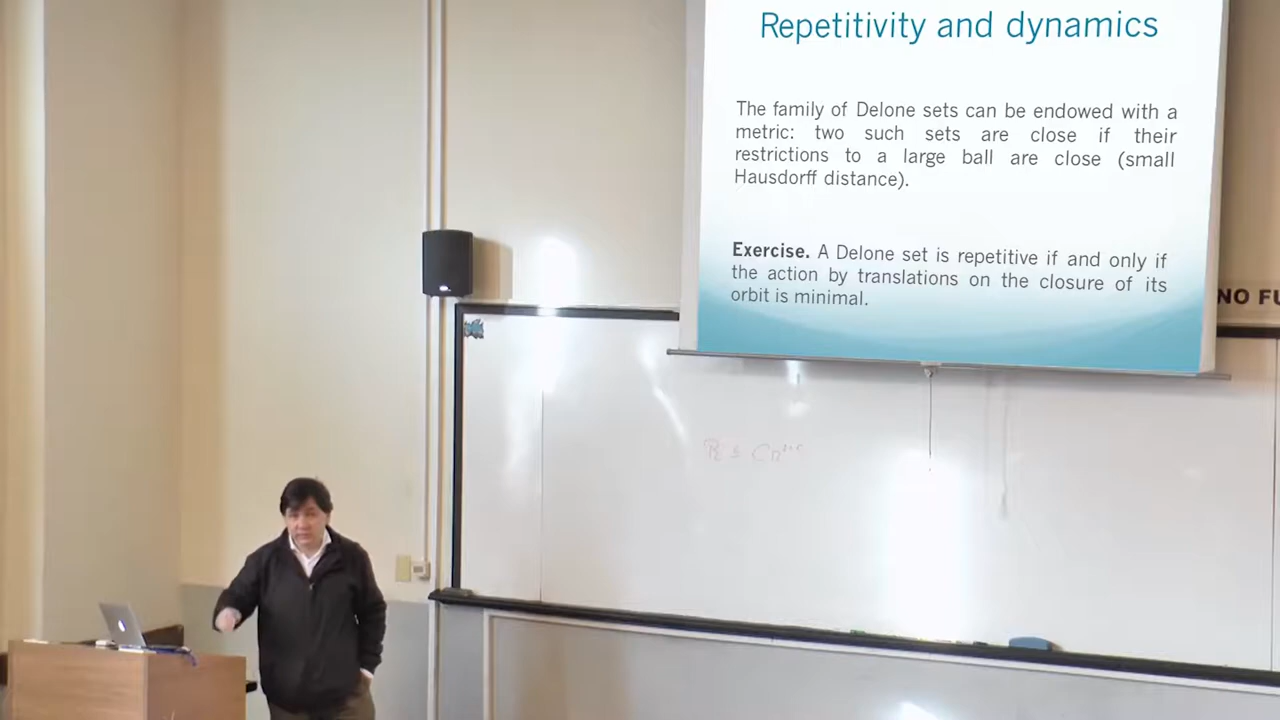 Repetitivity and dynamics
The family of Delone sets can be endowed with a
metric: two such sets are close if their
restrictions to a large ball are close (small
Hausdorff distance).
Exercise. A Delone set is repetitive if and only if
the action by translations on the closure of its
orbit is minimal.
NO FU